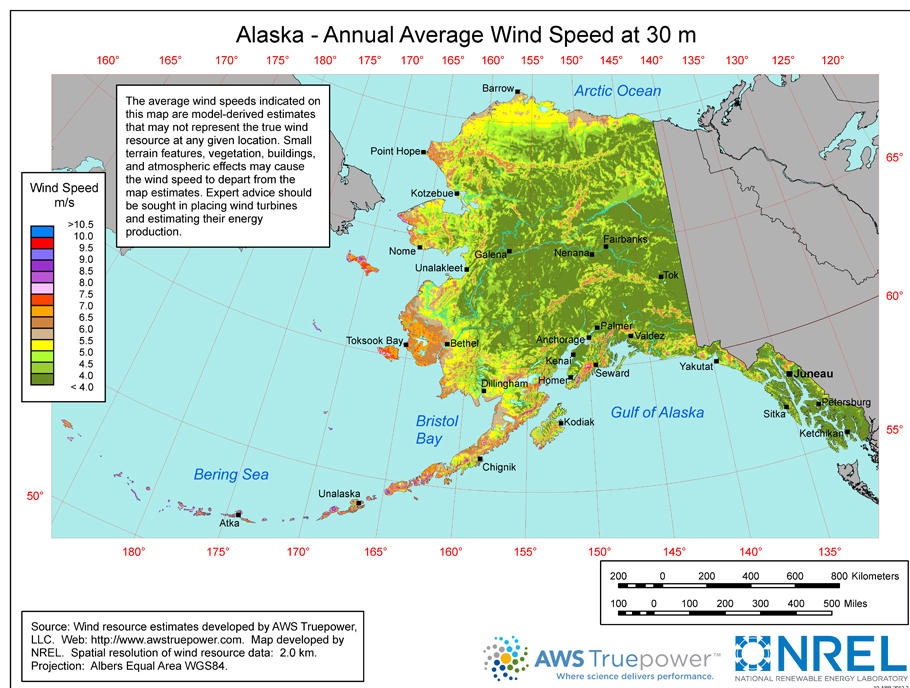 Alaska - Annual Average Wind Speed at 30 m
160° 165° 170° 175° 175° 170° 165° 160° 155° 150° 145° 140° 135° 130° 125° 120°
The average wind speeds indicated on
this map are model-derived estimates
that may not represent the true wind
resource at any given location. Small
terrain features, vegetation, buildings,
and atmospheric effects may cause
the wind speed to depart from the
map estimates. Expert advice should
be sought in placing wind turbines
and estimating their energy
production.
Barrow
Arctic Ocean
Point Hope
65°
Wind Speed
m/s
>10.5
10.0
9.5
9.0
8.5
8.0
7.5
7.0
6.5
6.0
5.5
5.0
4.5
4.0
< 4.0
Kotzebue
Nome
Galena
Nenana
Fairbanks
Unalakleet
Tok
60°
Toksook Bay
Bethel
Palmer
Anchorage
Valdez
Kenai
Yakutat
Homer
Seward
Juneau
Dillingham
Petersburg
Sitka
Kodiak
Gulf of Alaska
Bristol
Bay
Ketchikan
55°
Chignik
Bering Sea
Unalaska
50°
Atka
180° 175° 170° 165° 160° 155° 150° 145° 140° 135°
200 0 200 400 600 800 Kilometers
100 0 100 200 300 400 500 Miles
Source: Wind resource estimates developed by AWS Truepower,
LLC. Web: http://www.awstruepower.com. Map developed by
NREL. Spatial resolution of wind resource data: 2.0 km.
Projection: Albers Equal Area WGS84.
AWS Truepower™
Where science delivers performance.
NREL
NATIONAL RENEWABLE ENERGY LABORATORY